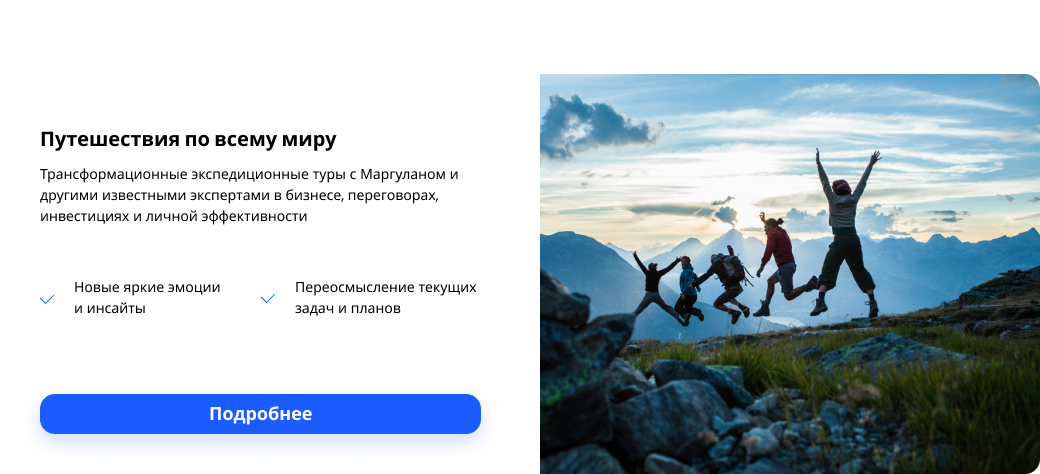 Путешествия по всему миру
Трансформационные экспедиционные туры с Маргуланом и
другими известными экспертами в бизнесе, переговорах,
инвестициях и личной эффективности
Новые яркие эмоции
и инсайты
Переосмысление текущих
задач и планов
Подробнее